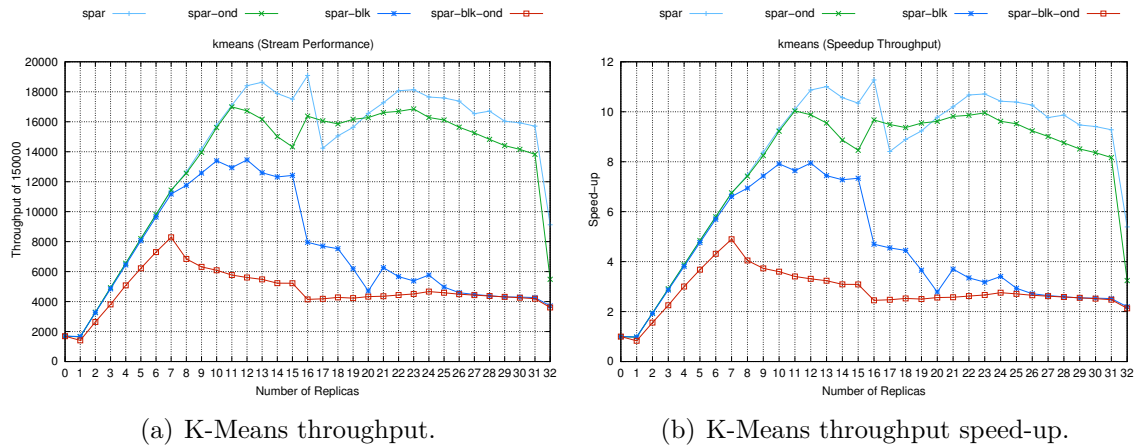 spar spar-ond spar-blk spar-blk-ond
kmeans (Stream Performance)
Throughput of 150000
20000
18000
16000
14000
12000
10000
8000
6000
4000
2000
0
0 1 2 3 4 5 6 7 8 9 10 11 12 13 14 15 16 17 18 19 20 21 22 23 24 25 26 27 28 29 30 31 32
Number of Replicas
(a) K-Means throughput.
spar spar-ond spar-blk spar-blk-ond
kmeans (Speedup Throughput)
Speed-up
12
10
8
6
4
2
0
0 1 2 3 4 5 6 7 8 9 10 11 12 13 14 15 16 17 18 19 20 21 22 23 24 25 26 27 28 29 30 31 32
Number of Replicas
(b) K-Means throughput speed-up.